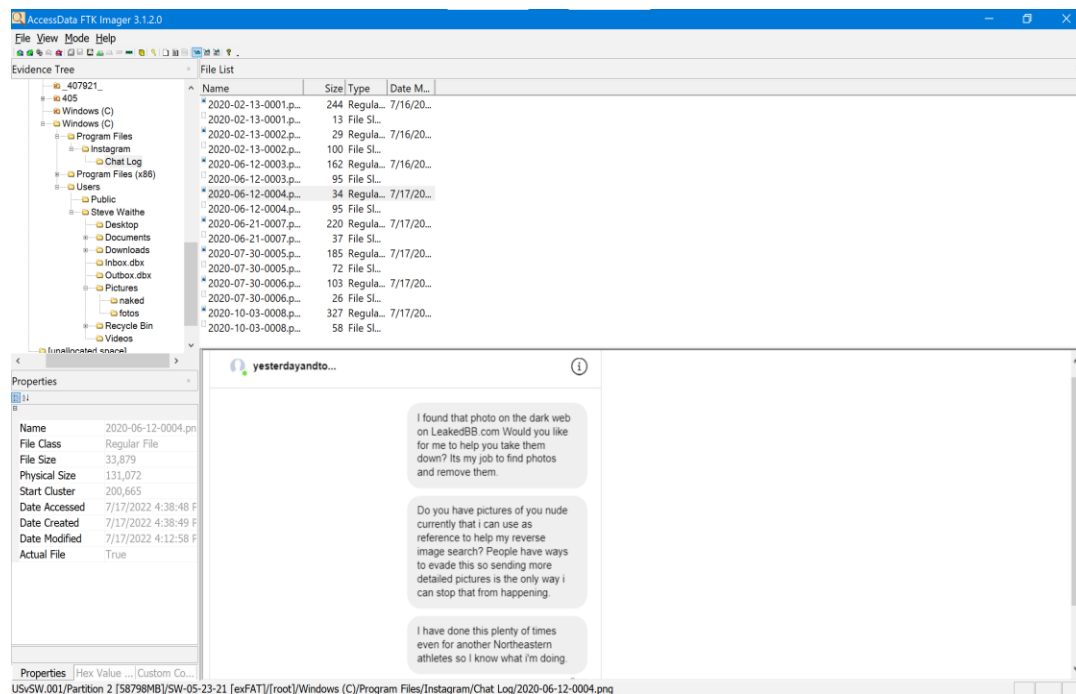 AccessData FTK Imager 3.1.2.0
File View Mode Help
Evidence Tree
_407921_
405
Windows (C)
Windows (C)
Program Files
Instagram
Chat Log
Program Files (x86)
Users
Public
Steve Waithe
Desktop
Documents
Downloads
Inbox.dbx
Outbox.dbx
Pictures
naked
fotos
Recycle Bin
Videos
[unallocated space]
File List
Name Size Type Date M...
2020-02-13-0001.p... 244 Regula... 7/16/20...
2020-02-13-0001.p... 13 File Sl...
2020-02-13-0002.p... 29 Regula... 7/16/20...
2020-02-13-0002.p... 100 File Sl...
2020-06-12-0003.p... 162 Regula... 7/16/20...
2020-06-12-0003.p... 95 File Sl...
2020-06-12-0004.p... 34 Regula... 7/17/20...
2020-06-12-0004.p... 95 File Sl...
2020-06-21-0007.p... 220 Regula... 7/17/20...
2020-06-21-0007.p... 37 File Sl...
2020-07-30-0005.p... 185 Regula... 7/17/20...
2020-07-30-0005.p... 72 File Sl...
2020-07-30-0006.p... 103 Regula... 7/17/20...
2020-07-30-0006.p... 26 File Sl...
2020-10-03-0008.p... 327 Regula... 7/17/20...
2020-10-03-0008.p... 58 File Sl...
Properties
Name 2020-06-12-0004.pn
File Class Regular File
File Size 33,879
Physical Size 131,072
Start Cluster 200,665
Date Accessed 7/17/2022 4:38:48 P
Date Created 7/17/2022 4:38:49 P
Date Modified 7/17/2022 4:12:58 P
Actual File True
Properties Hex Value ... Custom Co...
yesterdayandto...
I found that photo on the dark web
on LeakedBB.com Would you like
for me to help you take them
down? Its my job to find photos
and remove them.
Do you have pictures of you nude
currently that i can use as
reference to help my reverse
image search? People have ways
to evade this so sending more
detailed pictures is the only way i
can stop that from happening.
I have done this plenty of times
even for another Northeastern
athletes so I know what i'm doing.
USvSW.001/Partition 2 [58798MB]/SW-05-23-21 [exFAT]/[root]/Windows (C)/Program Files/Instagram/Chat Log/2020-06-12-0004.png